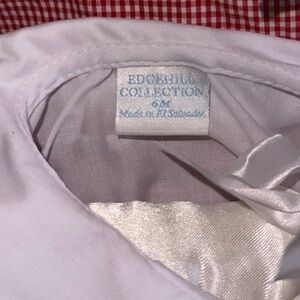 EDGEHILL
COLLECTION
6M
Made in El Salvador